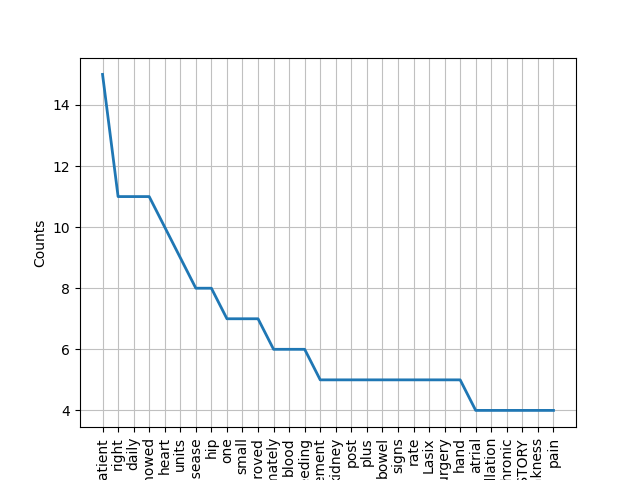 14
12
10
8
6
4
Counts
atient
right
daily
howed
heart
units
sease
hip
one
small
roved
nately
blood
eding
ement
kidney
post
plus
bowel
signs
rate
Lasix
urgery
hand
atrial
llation
hronic
STORY
kness
pain